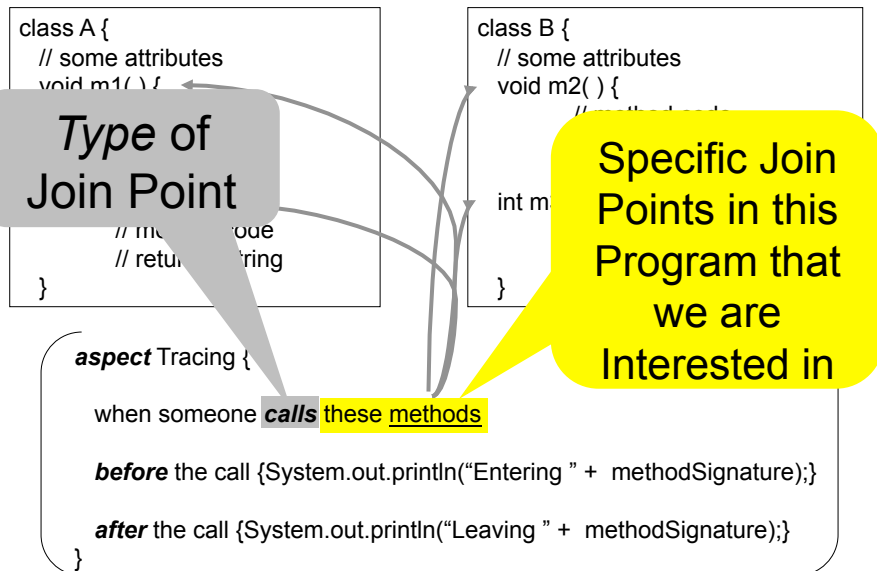 class A {
// some attributes
void m1( ) {
// return string
}
class B {
// some attributes
void m2( ) {
// method code
int m
}
Type of
Join Point
Specific Join
Points in this
Program that
we are
Interested in
aspect Tracing {
when someone calls these methods
before the call {System.out.println(“Entering ” + methodSignature);}
after the call {System.out.println(“Leaving ” + methodSignature);}
}